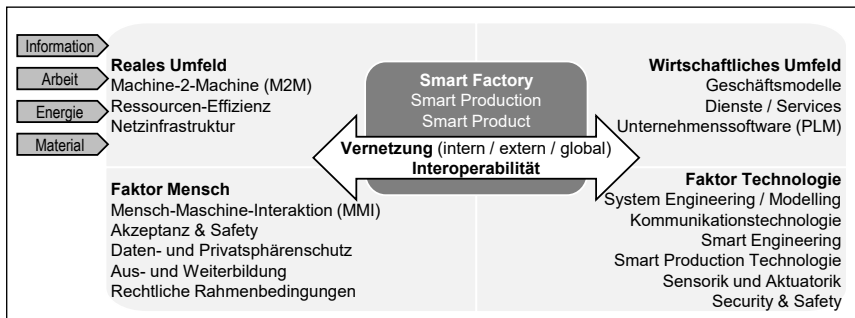 Information
Arbeit
Energie
Material
Reales Umfeld
Machine-2-Machine (M2M)
Ressourcen-Effizienz
Netzinfrastruktur
Smart Factory
Smart Production
Smart Product
Wirtschaftliches Umfeld
Geschäftsmodelle
Dienste / Services
Unternehmenssoftware (PLM)
Vernetzung (intern / extern / global)
Interoperabilität
Faktor Mensch
Mensch-Maschine-Interaktion (MMI)
Akzeptanz & Safety
Daten- und Privatsphärenschutz
Aus- und Weiterbildung
Rechtliche Rahmenbedingungen
Faktor Technologie
System Engineering / Modelling
Kommunikationstechnologie
Smart Engineering
Smart Production Technologie
Sensorik und Aktuatorik
Security & Safety